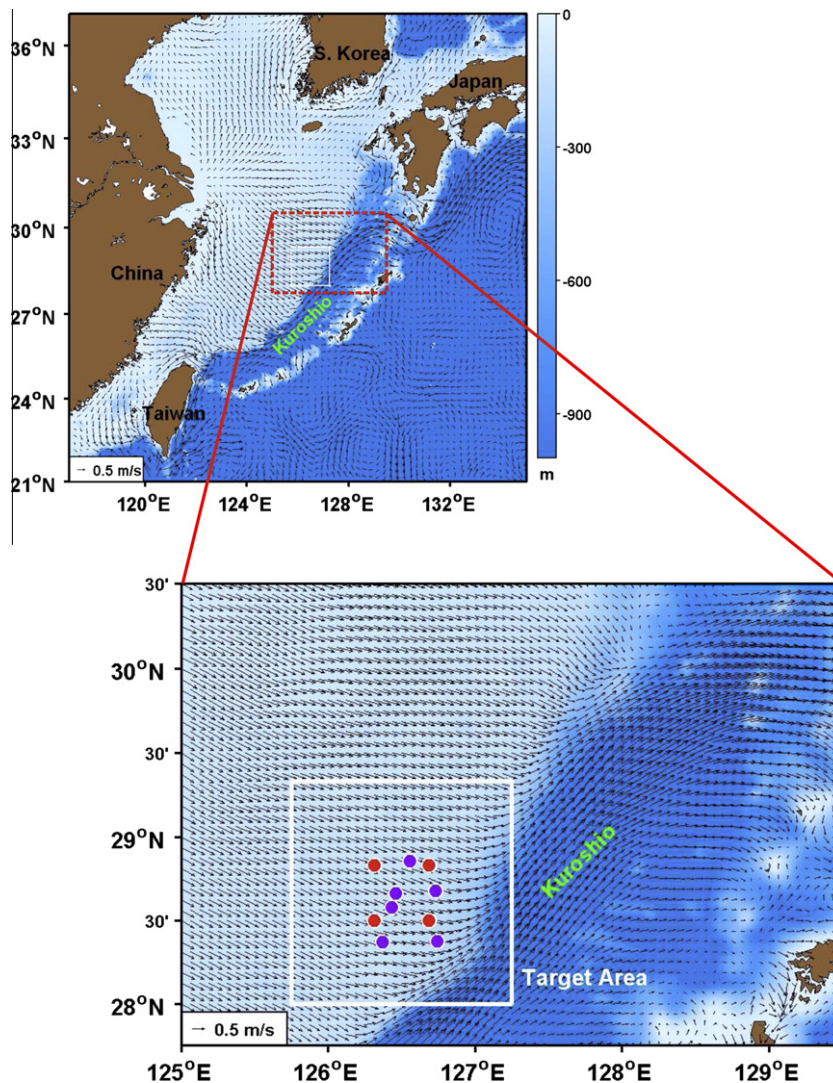 36°N
S. Korea
Japan
33°N
30°N
China
27°N
Kuroshio
24°N
Taiwan
→ 0.5 m/s
21°N
120°E 124°E 128°E 132°E
0
-300
-600
-900
m
30'
30°N
30'
29°N
Kuroshio
30'
Target Area
28°N
→ 0.5 m/s
125°E 126°E 127°E 128°E 129°E